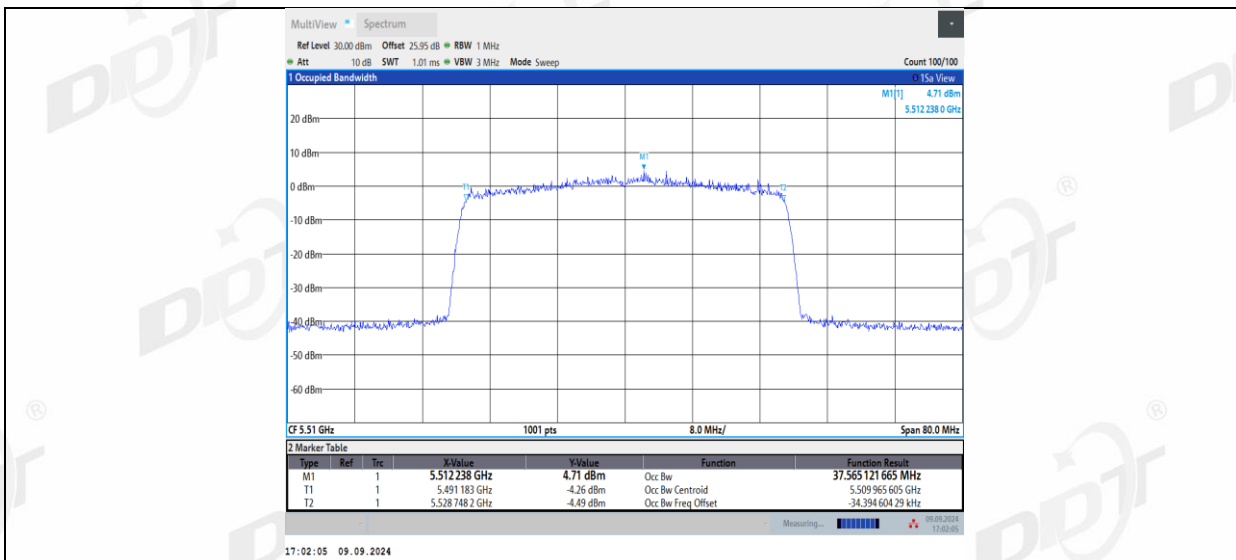 MultiView Spectrum
Ref Level 30.00 dBm Offset 25.95 dB RBW 1 MHz
Att 10 dB SWT 1.01 ms VBW 3 MHz Mode Sweep Count 100/100
1 Occupied Bandwidth 1Sa View
M1[1] 4.71 dBm
5.512 238 0 GHz
20 dBm
10 dBm
M1
0 dBm
T1 T2
-10 dBm
-20 dBm
-30 dBm
-40 dBm
-50 dBm
-60 dBm
CF 5.51 GHz 1001 pts 8.0 MHz/ Span 80.0 MHz
2 Marker Table
Type Ref Trc X-Value Y-Value Function Function Result
M1 1 5.512 238 GHz 4.71 dBm Occ Bw 37.565 121 665 MHz
T1 1 5.491 183 GHz -4.26 dBm Occ Bw Centroid 5.509 965 605 GHz
T2 1 5.528 748 2 GHz -4.49 dBm Occ Bw Freq Offset -34.394 604 29 kHz
Measuring... 09.09.2024
17:02:05
17:02:05 09.09.2024
DDT
DDT
DDT
®
®
®